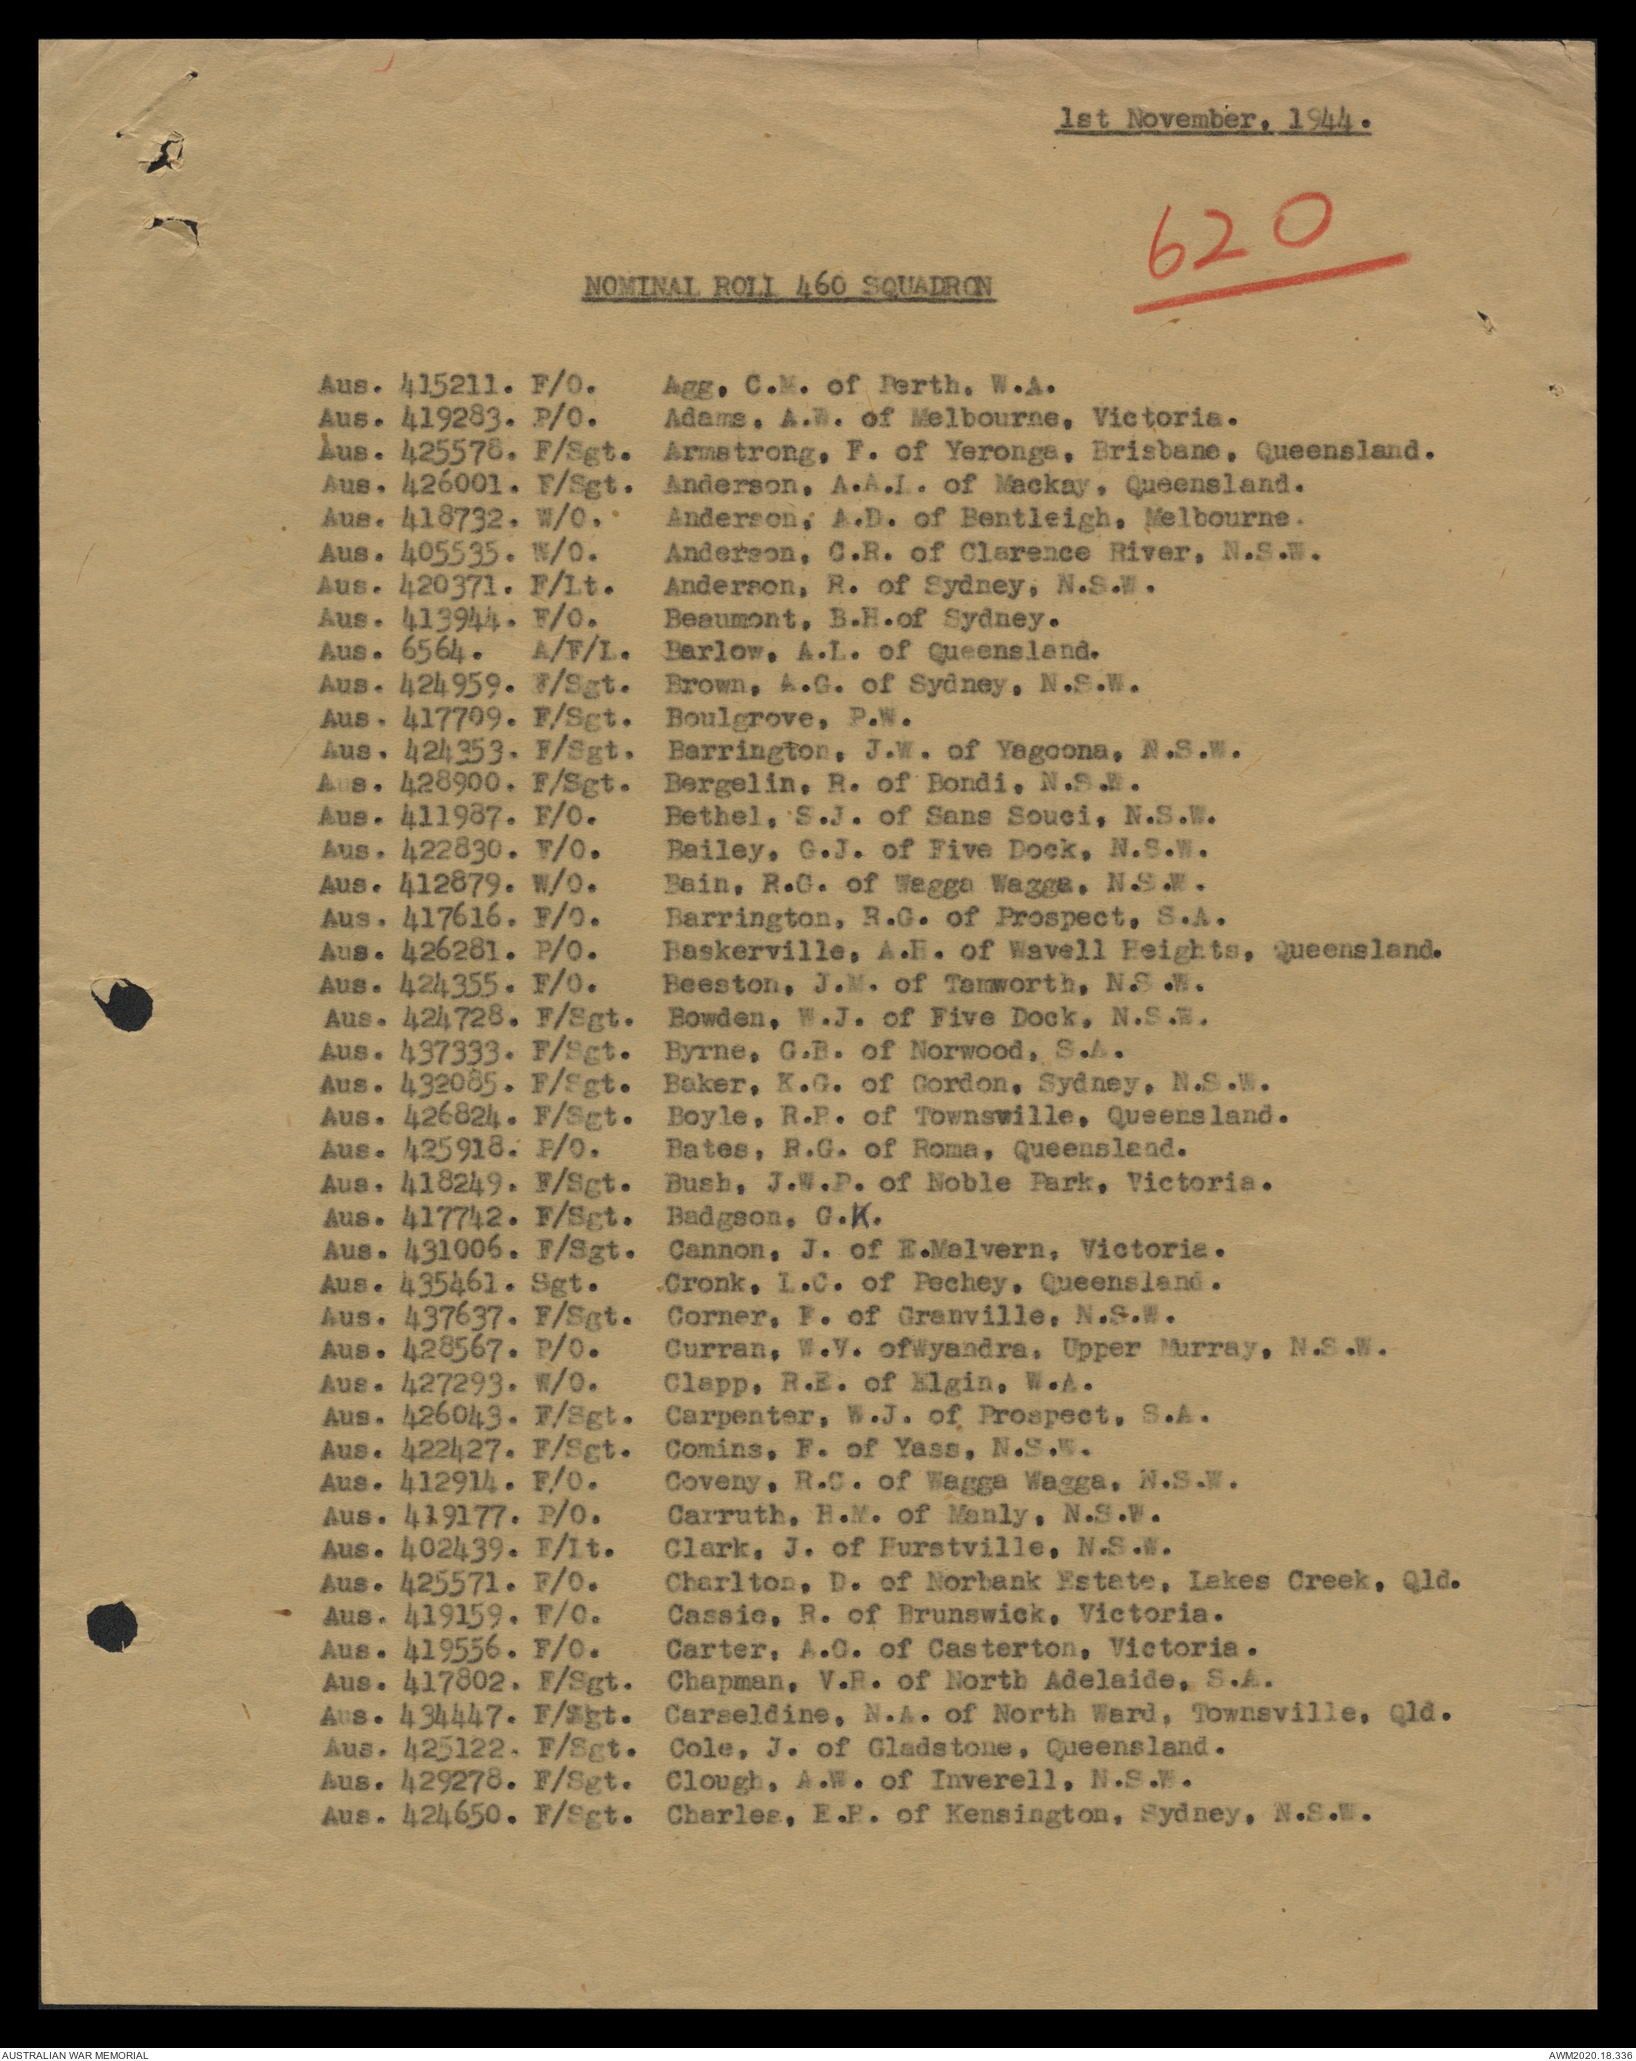 1st November, 1944.
620
NOMINAL ROLL 460 SQUADRON
Aus. 415211. F/O. Agg, C.M. of Perth, W.A.
Aus. 419283. P/O. Adams, A.W. of Melbourne, Victoria.
Aus. 425578. F/Sgt. Armstrong, F. of Yeronga, Brisbane, Queensland.
Aus. 426001. F/Sgt. Anderson, A.A.L. of Mackay, Queensland.
Aus. 418732. W/O. Anderson, A.D. of Bentleigh, Melbourne.
Aus. 405535. W/O. Anderson, C.R. of Clarence River, N.S.W.
Aus. 420371. F/Lt. Anderson, R. of Sydney, N.S.W.
Aus. 413944. F/O. Beaumont, B.H.of Sydney.
Aus. 6564. A/F/L. Barlow, A.L. of Queensland.
Aus. 424959. F/Sgt. Brown, A.G. of Sydney, N.S.W.
Aus. 417709. F/Sgt. Boulgrove, P.W.
Aus. 424353. F/Sgt. Barrington, J.W. of Yagoona, N.S.W.
Aus. 428900. F/Sgt. Bergelin, R. of Bondi, N.S.W.
Aus. 411987. F/O. Bethel, S.J. of Sans Souci, N.S.W.
Aus. 422830. F/O. Bailey, G.J. of Five Dock, N.S.W.
Aus. 412879. W/O. Bain, R.G. of Wagga Wagga, N.S.W.
Aus. 417616. F/O. Barrington, R.G. of Prospect, S.A.
Aus. 426281. P/O. Baskerville, A.H. of Wavell Heights, Queensland.
Aus. 424355. F/O. Beeston, J.M. of Tamworth, N.S.W.
Aus. 424728. F/Sgt. Bowden, W.J. of Five Dock, N.S.W.
Aus. 437333. F/Sgt. Byrne, G.B. of Norwood, S.A.
Aus. 432085. F/Sgt. Baker, K.G. of Gordon, Sydney, N.S.W.
Aus. 426824. F/Sgt. Boyle, R.P. of Townsville, Queensland.
Aus. 425918. P/O. Bates, R.G. of Roma, Queensland.
Aus. 418249. F/Sgt. Bush, J.W.P. of Noble Park, Victoria.
Aus. 417742. F/Sgt. Badgson, G.K.
Aus. 431006. F/Sgt. Cannon, J. of E.Malvern, Victoria.
Aus. 435461. Sgt. Cronk, L.C. of Pechey, Queensland.
Aus. 437637. F/Sgt. Corner, F. of Granville, N.S.W.
Aus. 428567. P/O. Curran, W.V. ofWyandra, Upper Murray, N.S.W.
Aus. 427293. W/O. Clapp, R.E. of Elgin, W.A.
Aus. 426043. F/Sgt. Carpenter, W.J. of Prospect, S.A.
Aus. 422427. F/Sgt. Comins, F. of Yass, N.S.W.
Aus. 412914. F/O. Coveny, R.C. of Wagga Wagga, N.S.W.
Aus. 419177. P/O. Carruth, H.M. of Manly, N.S.W.
Aus. 402439. F/Lt. Clark, J. of Hurstville, N.S.W.
Aus. 425571. F/O. Charlton, D. of Norbank Estate, Lakes Creek, Qld.
Aus. 419159. F/O. Cassie, R. of Brunswick, Victoria.
Aus. 419556. F/O. Carter, A.G. of Casterton, Victoria.
Aus. 417802. F/Sgt. Chapman, V.R. of North Adelaide, S.A.
Aus. 434447. F/Sgt. Carseldine, N.A. of North Ward, Townsville, Qld.
Aus. 425122. F/Sgt. Cole, J. of Gladstone, Queensland.
Aus. 429278. F/Sgt. Clough, A.W. of Inverell, N.S.W.
Aus. 424650. F/Sgt. Charles, E.H. of Kensington, Sydney, N.S.W.
AUSTRALIAN WAR MEMORIAL
AWM2020.18.336